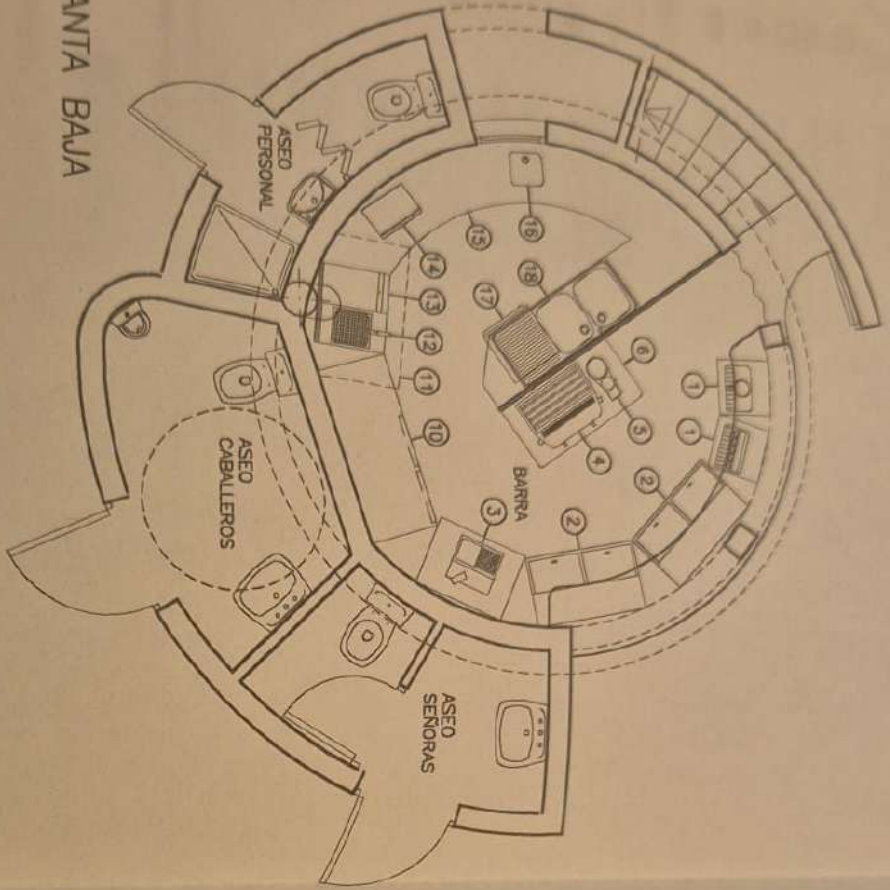 ANTA BAJA
ASEO
PERSONAL
ASEO
CABALLEROS
ASEO
SEÑORAS
BARRA
16
15
14
13
12
11
10
18
17
6
5
4
3
2
2
1
1